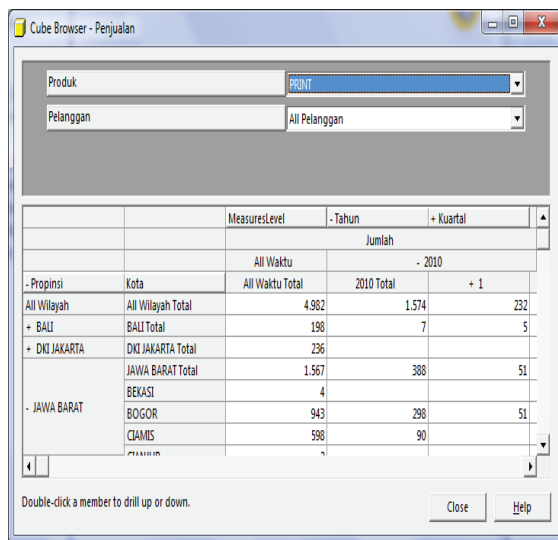 Cube Browser - Penjualan
Produk PRINT
Pelanggan All Pelanggan
MeasuresLevel - Tahun + Kuartal
Jumlah
All Waktu - 2010
- Propinsi Kota All Waktu Total 2010 Total + 1
All Wilayah All Wilayah Total 4.982 1.574 232
+ BALI BALI Total 198 7 5
+ DKI JAKARTA DKI JAKARTA Total 236
JAWA BARAT Total 1.567 388 51
BEKASI 4
- JAWA BARAT BOGOR 943 298 51
CIAMIS 598 90
Double-click a member to drill up or down.
Close Help